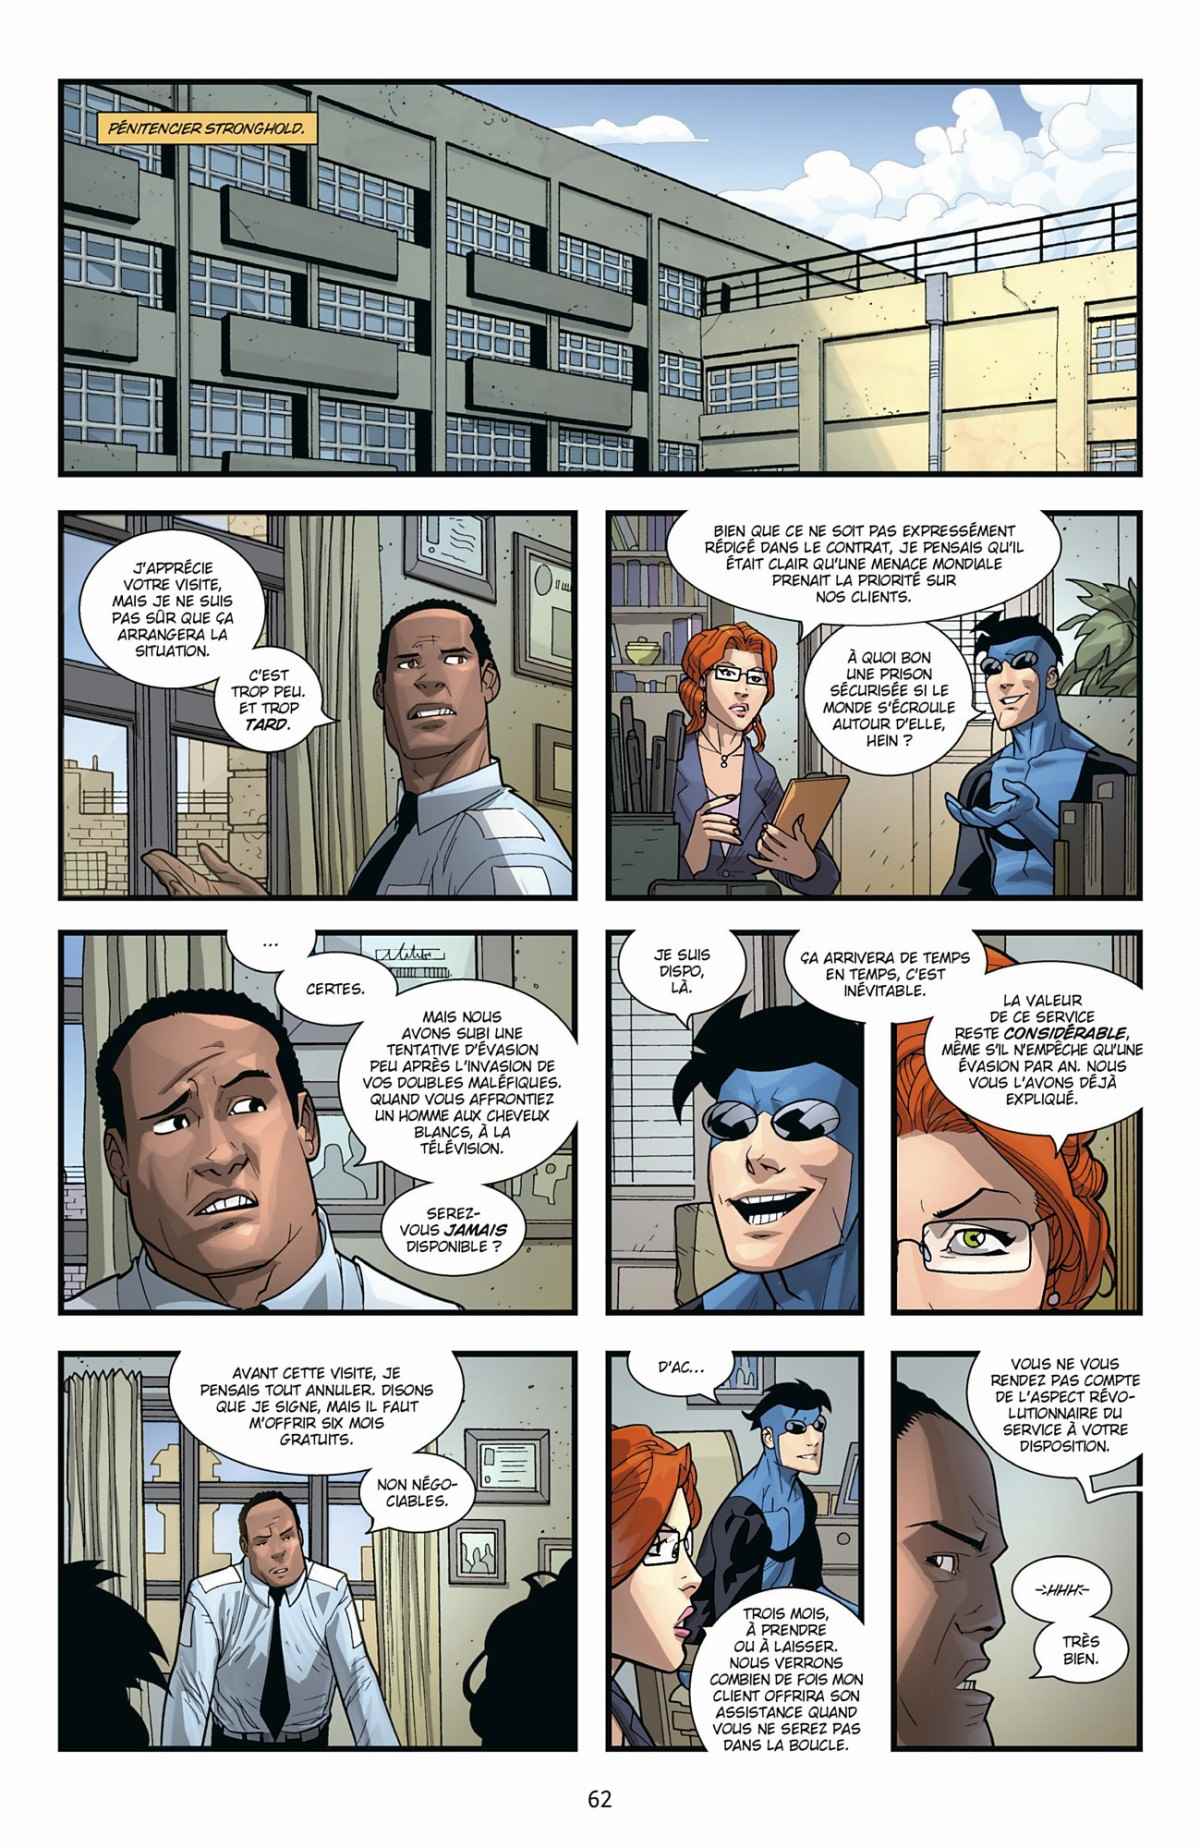 PÉNITENCIER STRONGHOLD.
J'APPRÉCIE
VOTRE VISITE,
MAIS JE NE SUIS
PAS SÛR QUE ÇA
ARRANGERA LA
SITUATION.
C'EST
TROP PEU.
ET TROP
TARD.
BIEN QUE CE NE SOIT PAS EXPRESSÉMENT
RÉDIGÉ DANS LE CONTRAT, JE PENSAIS QU'IL
ÉTAIT CLAIR QU'UNE MENACE MONDIALE
PRENAIT LA PRIORITÉ SUR
NOS CLIENTS.
À QUOI BON
UNE PRISON
SÉCURISÉE SI LE
MONDE S'ÉCROULE
AUTOUR D'ELLE,
HEIN ?
...
CERTES.
MAIS NOUS
AVONS SUBI UNE
TENTATIVE D'ÉVASION
PEU APRÈS L'INVASION DE
VOS DOUBLES MALÉFIQUES.
QUAND VOUS AFFRONTIEZ
UN HOMME AUX CHEVEUX
BLANCS, À LA
TÉLÉVISION.
SEREZ-
VOUS JAMAIS
DISPONIBLE ?
JE SUIS
DISPO,
LÀ.
ÇA ARRIVERA DE TEMPS
EN TEMPS, C'EST
INÉVITABLE.
LA VALEUR
DE CE SERVICE
RESTE CONSIDÉRABLE,
MÊME S'IL N'EMPÊCHE QU'UNE
ÉVASION PAR AN. NOUS
VOUS L'AVONS DÉJÀ
EXPLIQUÉ.
AVANT CETTE VISITE, JE
PENSAIS TOUT ANNULER. DISONS
QUE JE SIGNE, MAIS IL FAUT
M'OFFRIR SIX MOIS
GRATUITS.
NON NÉGO-
CIABLES.
D'AC...
TROIS MOIS,
À PRENDRE
OU À LAISSER.
NOUS VERRONS
COMBIEN DE FOIS MON
CLIENT OFFRIRA SON
ASSISTANCE QUAND
VOUS NE SEREZ PAS
DANS LA BOUCLE.
VOUS NE VOUS
RENDEZ PAS COMPTE
DE L'ASPECT RÉVO-
LUTIONNAIRE DU
SERVICE À VOTRE
DISPOSITION.
-HHH-
TRÈS
BIEN.
62